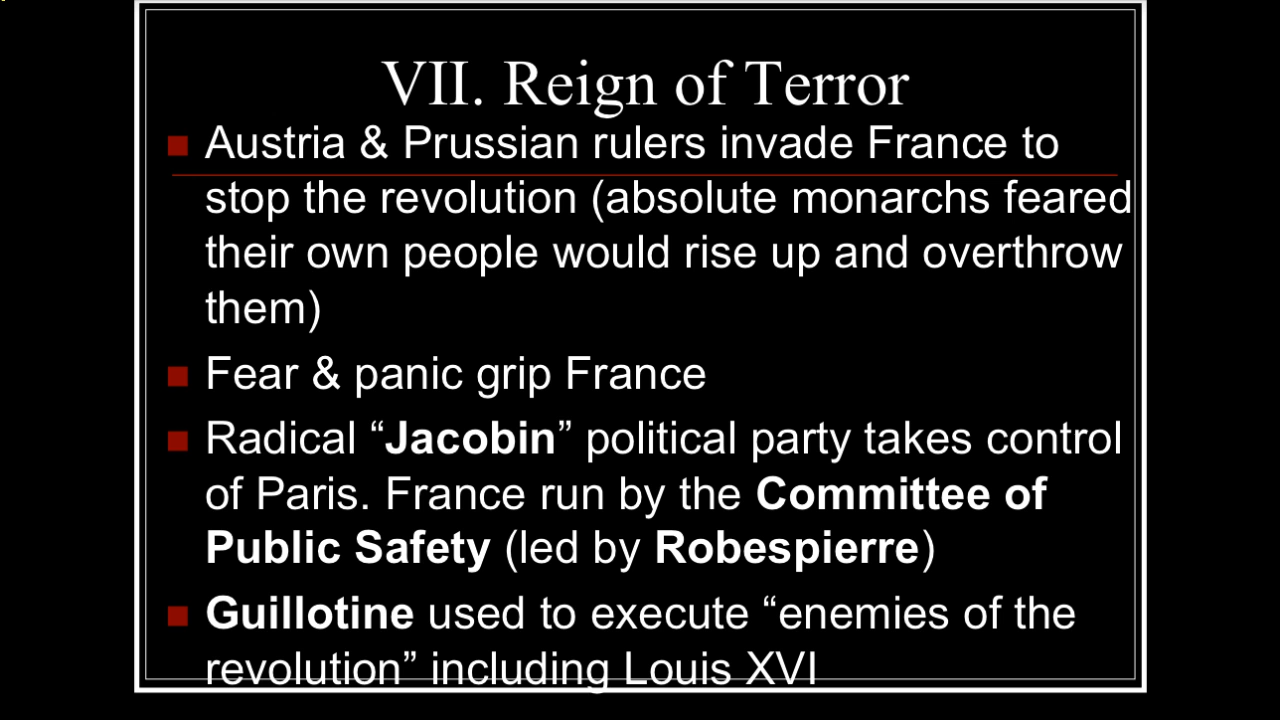 VII. Reign of Terror
Austria & Prussian rulers invade France to
stop the revolution (absolute monarchs feared
their own people would rise up and overthrow
them)
Fear & panic grip France
Radical “Jacobin” political party takes control
of Paris. France run by the Committee of
Public Safety (led by Robespierre)
Guillotine used to execute “enemies of the
revolution” including Louis XVI